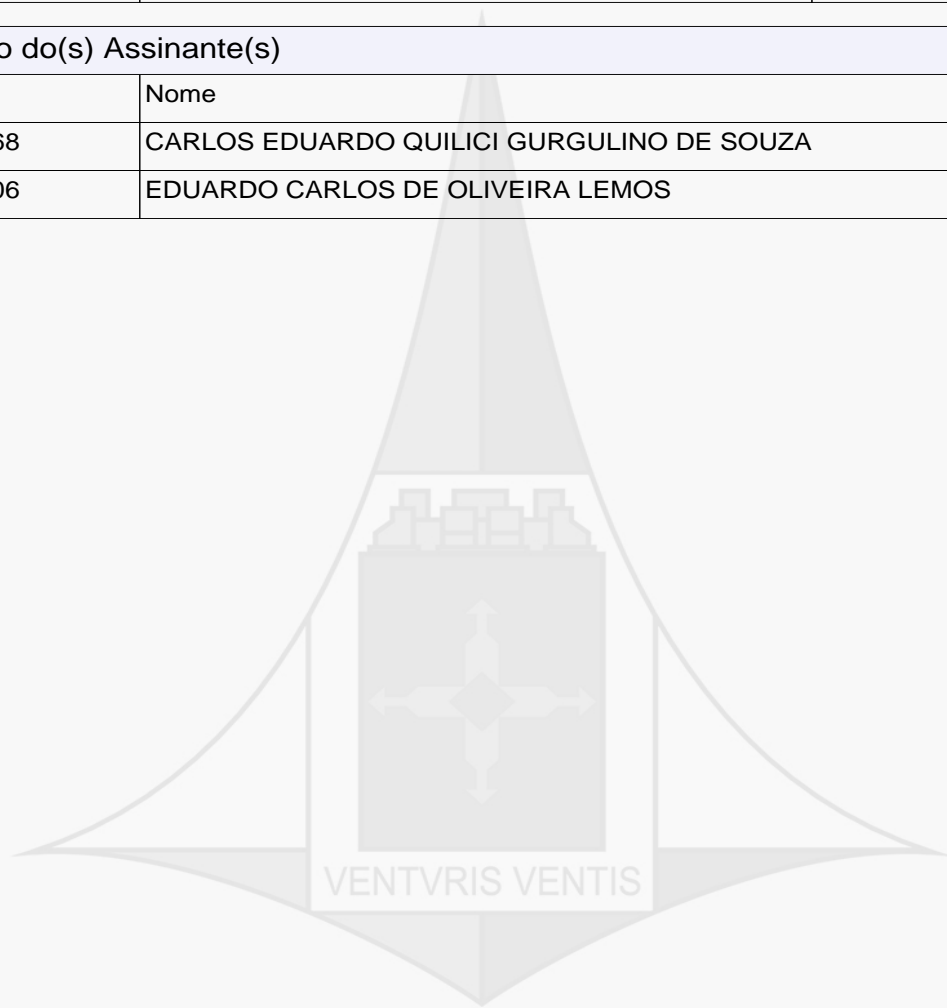 o do(s) Assinante(s)
Nome
68 CARLOS EDUARDO QUILICI GURGULINO DE SOUZA
06 EDUARDO CARLOS DE OLIVEIRA LEMOS
VENTVRIS VENTIS